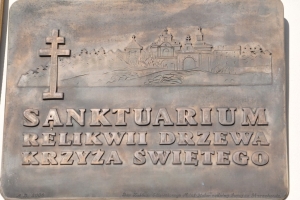 SANKTUARIUM
RELIKWII DRZEWA
KRZYŻA ŚWIĘTEGO